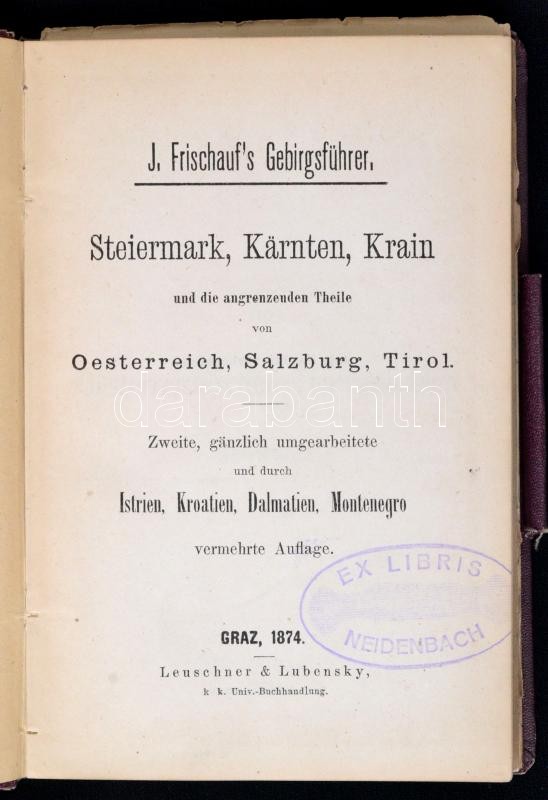 J. Frischauf's Gebirgsführer.
Steiermark, Kärnten, Krain
und die angrenzenden Theile
von
Oesterreich, Salzburg, Tirol.
darabanth
Zweite, gänzlich umgearbeitete
und durch
Istrien, Kroatien, Dalmatien, Montenegro
vermehrte Auflage.
EX LIBRIS
NEIDENBACH
GRAZ, 1874.
Leuschner & Lubensky,
k k. Univ.-Buchhandlung.